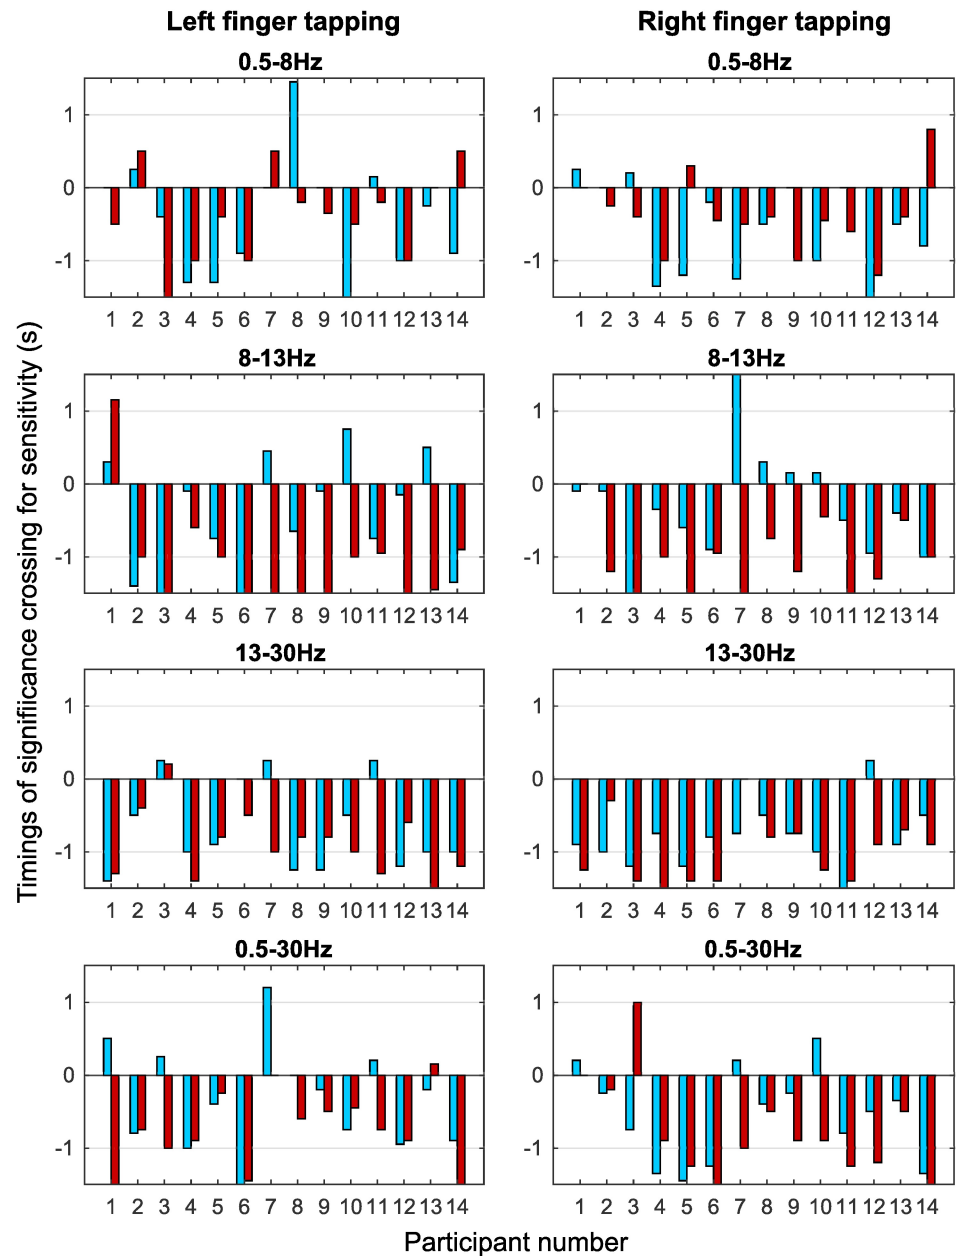 Left finger tapping
Right finger tapping
0.5-8Hz
0.5-8Hz
1
0
-1
1
0
-1
1 2 3 4 5 6 7 8 9 10 11 12 13 14
1 2 3 4 5 6 7 8 9 10 11 12 13 14
8-13Hz
8-13Hz
1
0
-1
1
0
-1
1 2 3 4 5 6 7 8 9 10 11 12 13 14
1 2 3 4 5 6 7 8 9 10 11 12 13 14
Timings of signifiicance crossing for sensitivity (s)
13-30Hz
13-30Hz
1
0
-1
1
0
-1
1 2 3 4 5 6 7 8 9 10 11 12 13 14
1 2 3 4 5 6 7 8 9 10 11 12 13 14
0.5-30Hz
0.5-30Hz
1
0
-1
1
0
-1
1 2 3 4 5 6 7 8 9 10 11 12 13 14
1 2 3 4 5 6 7 8 9 10 11 12 13 14
Participant number